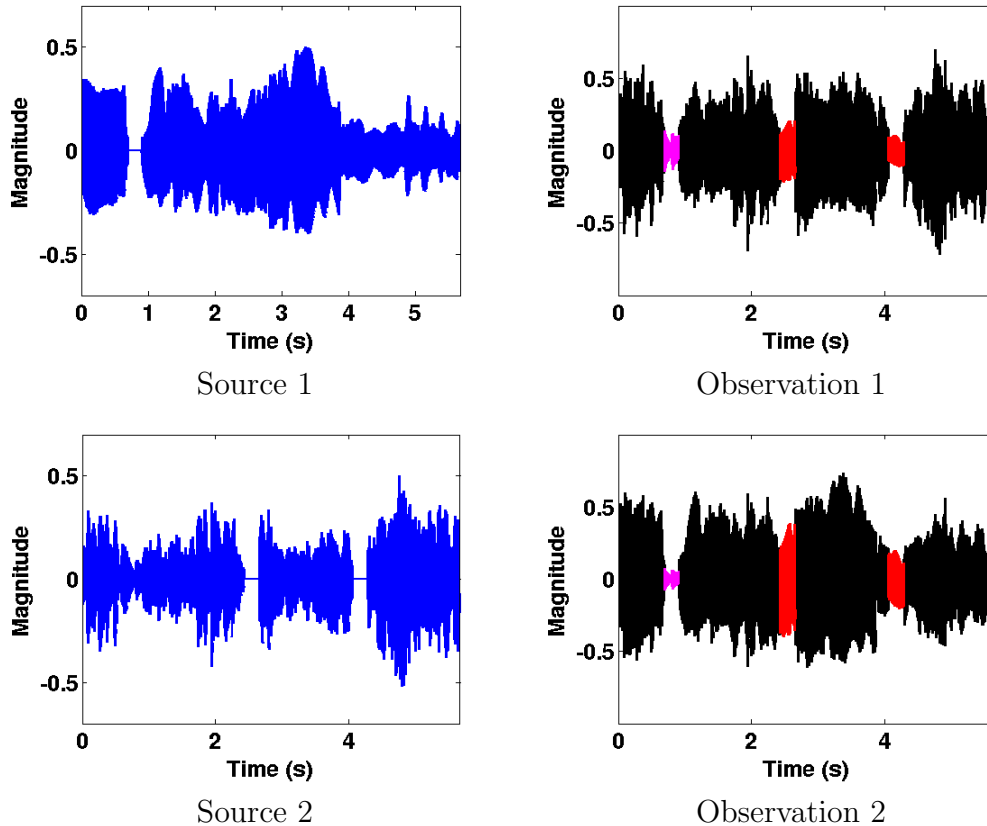 0.5
0
-0.5
Magnitude
0 1 2 3 4 5
Time (s)
Source 1
0.5
0
-0.5
Magnitude
0 2 4
Time (s)
Observation 1
0.5
0
-0.5
Magnitude
0 2 4
Time (s)
Source 2
0.5
0
-0.5
Magnitude
0 2 4
Time (s)
Observation 2